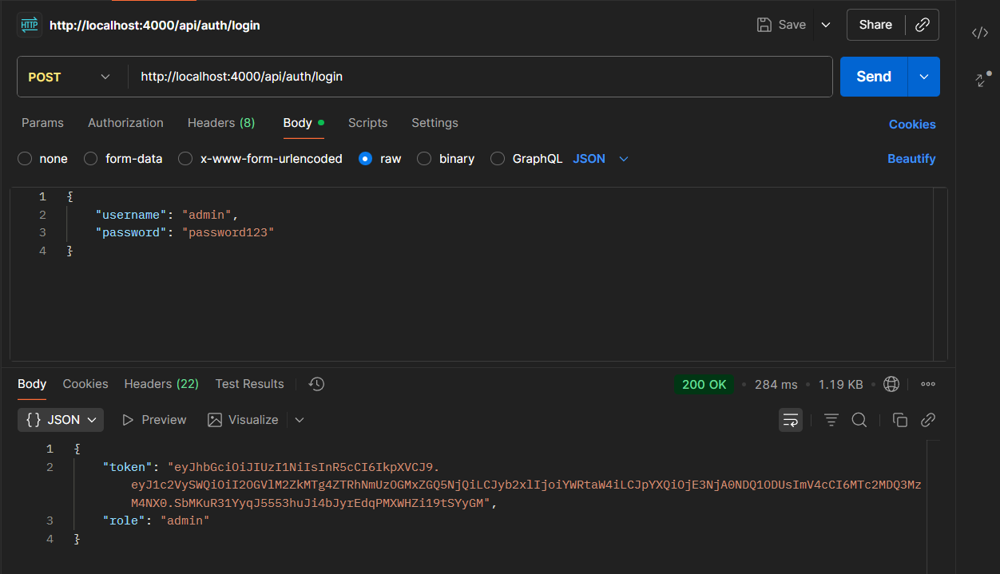 HTTP http://localhost:4000/api/auth/login Save Share
POST http://localhost:4000/api/auth/login Send
Params Authorization Headers (8) Body Scripts Settings Cookies
none form-data x-www-form-urlencoded raw binary GraphQL JSON Beautify
1 {
2 "username": "admin",
3 "password": "password123"
4 }
Body Cookies Headers (22) Test Results 200 OK 284 ms 1.19 KB
{} JSON Preview Visualize
1 {
2 "token": "eyJhbGciOiJIUzI1NiIsInR5cCI6IkpXVCJ9.
eyJ1c2VySWQiOiI2OGVlM2ZkMTg4ZTRhNmUzOGMxZGQ5NjQiLCJyb2xlIjoiYWRtaW4iLCJpYXQiOjE3NjA0NDQ1ODUsImV4cCI6MTc2MDQ3Mz
M4NX0.SbMKuR31YyqJ5553huJi4bJyrEdqPMXWHZi19tSYyGM",
3 "role": "admin"
4 }